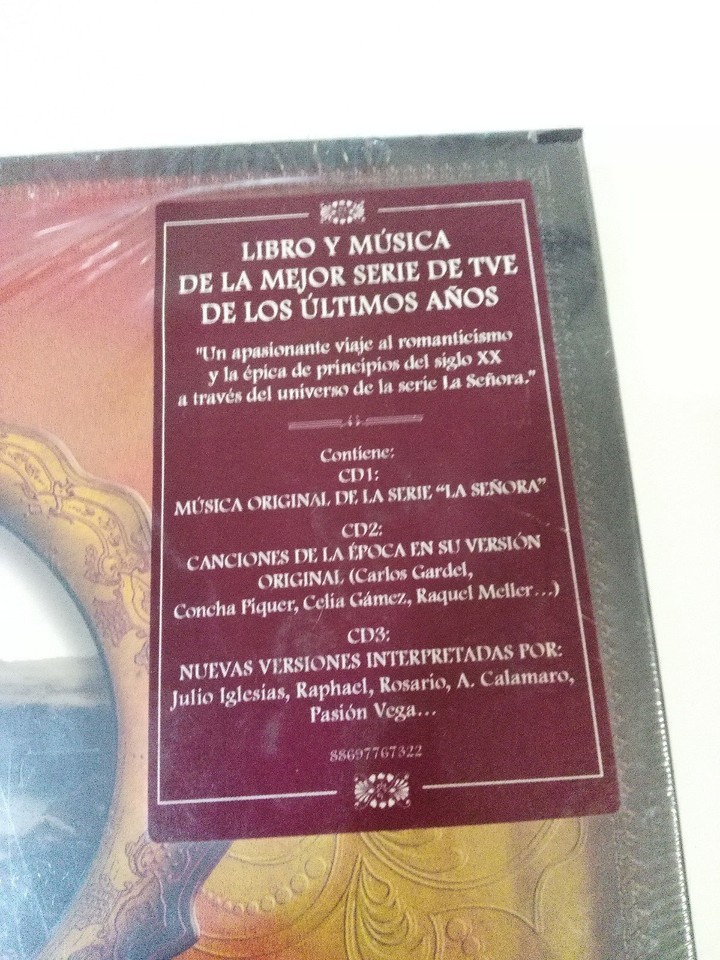 LIBRO Y MÚSICA
DE LA MEJOR SERIE DE TVE
DE LOS ÚLTIMOS AÑOS
"Un apasionante viaje al romanticismo
y la épica de principios del siglo XX
a través del universo de la serie La Señora."
Contiene:
CD1:
MÚSICA ORIGINAL DE LA SERIE "LA SEÑORA"
CD2:
CANCIONES DE LA ÉPOCA EN SU VERSIÓN
ORIGINAL (Carlos Gardel,
Concha Piquer, Celia Gámez, Raquel Meller...)
CD3:
NUEVAS VERSIONES INTERPRETADAS POR:
Julio Iglesias, Raphael, Rosario, A. Calamaro,
Pasión Vega...
88697767322